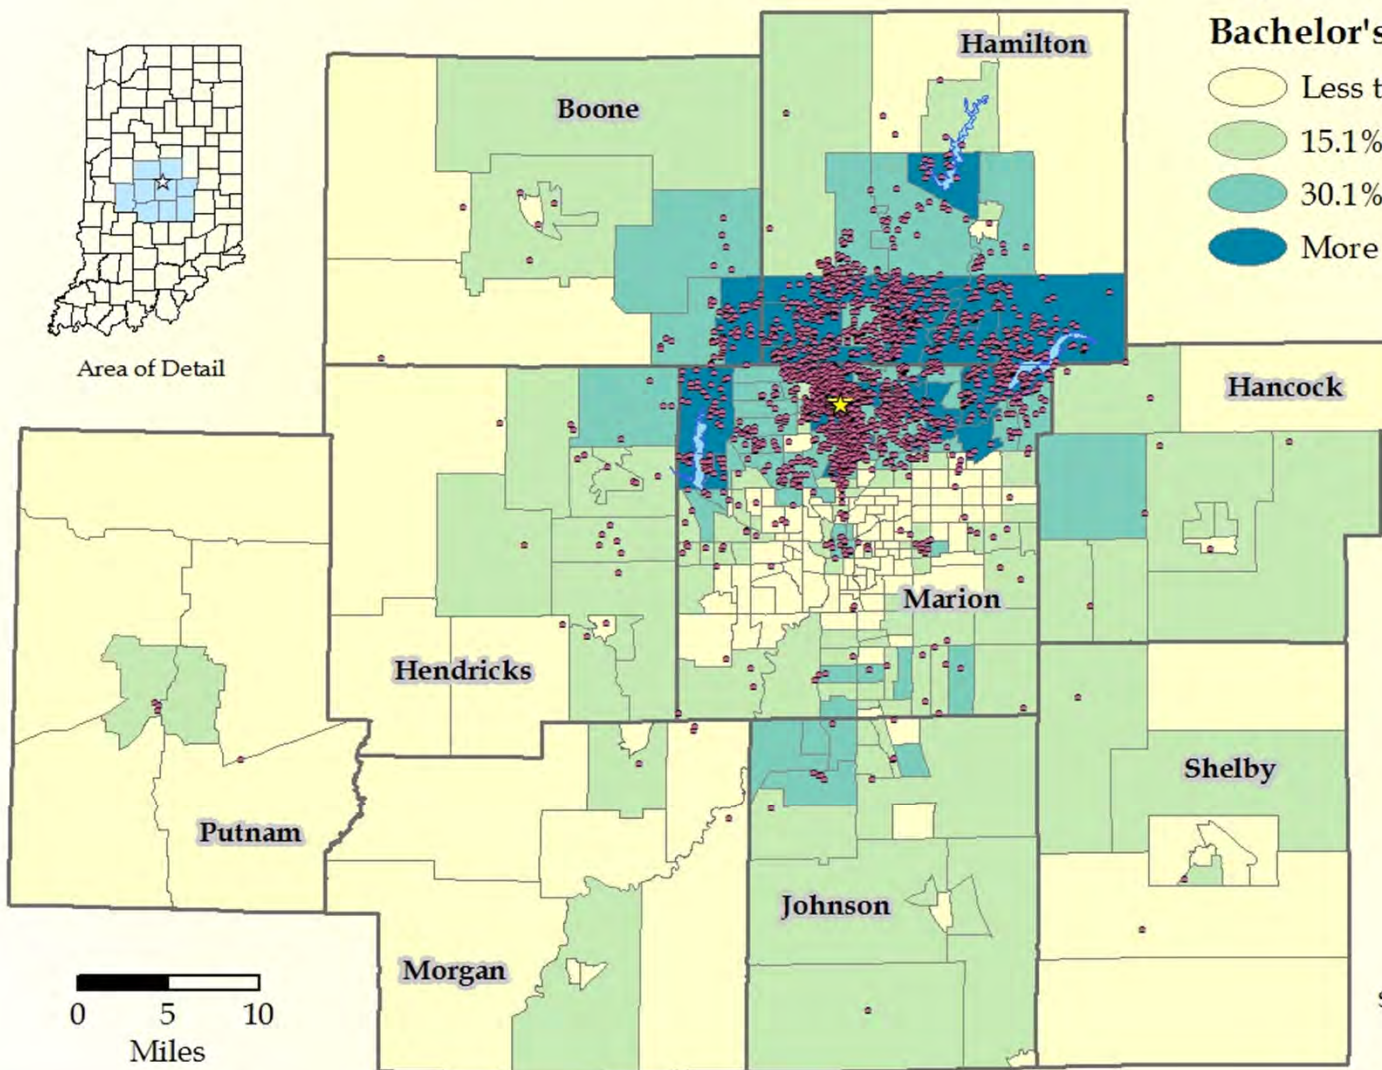 Bachelor's
Less t
15.1%
30.1%
More
Hamilton
Boone
Area of Detail
Hancock
Marion
Hendricks
Shelby
Putnam
Johnson
Morgan
0 5 10
Miles